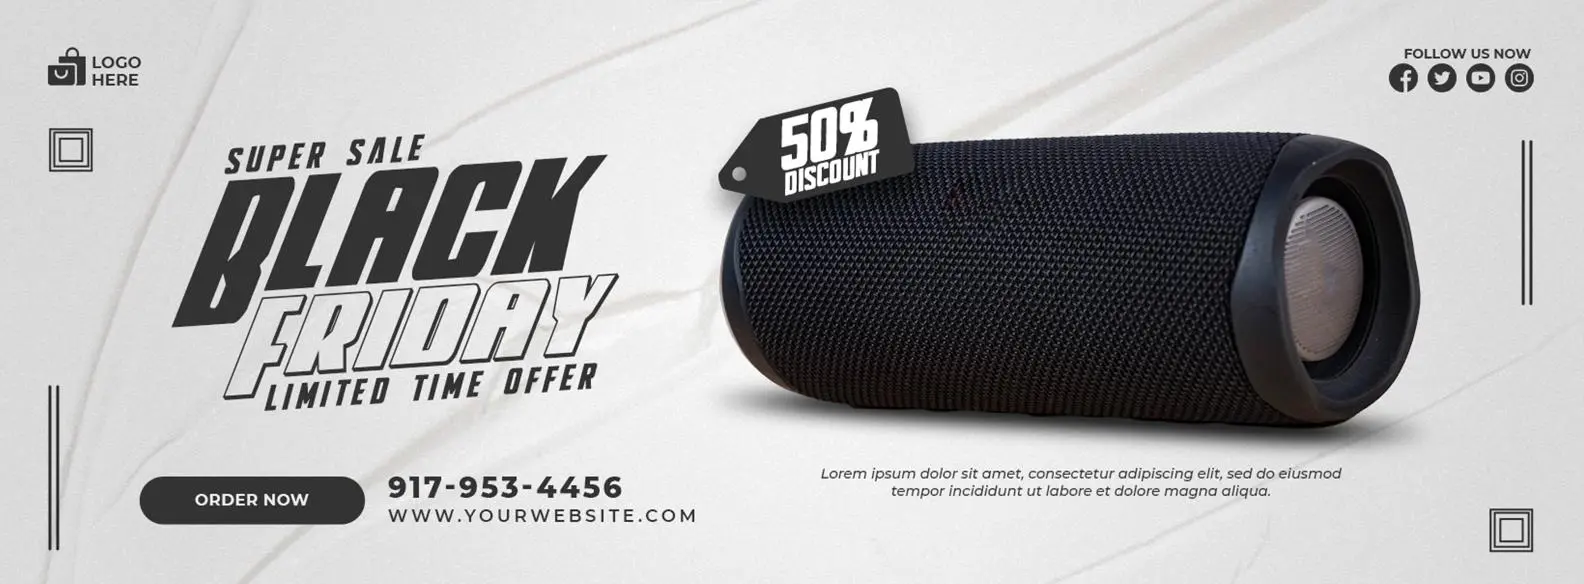 LOGO
HERE
FOLLOW US NOW
SUPER SALE
BLACK
FRIDAY
LIMITED TIME OFFER
50%
DISCOUNT
ORDER NOW
917-953-4456
WWW.YOURWEBSITE.COM
Lorem ipsum dolor sit amet, consectetur adipiscing elit, sed do eiusmod
tempor incididunt ut labore et dolore magna aliqua.